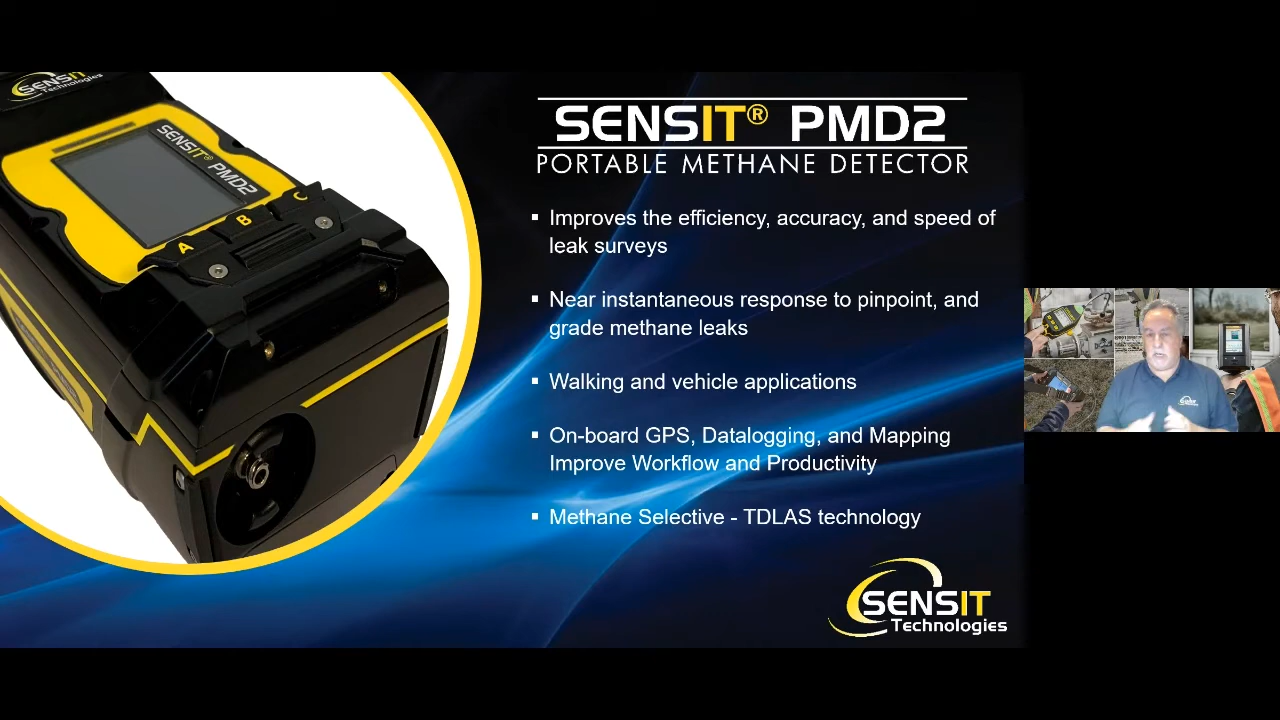 SENSIT
Technologies
SENSIT® PMD2
A
B
C
SENSIT® PMD2
PORTABLE METHANE DETECTOR
▪ Improves the efficiency, accuracy, and speed of
leak surveys
▪ Near instantaneous response to pinpoint, and
grade methane leaks
▪ Walking and vehicle applications
▪ On-board GPS, Datalogging, and Mapping
Improve Workflow and Productivity
▪ Methane Selective - TDLAS technology
SENSIT
Technologies